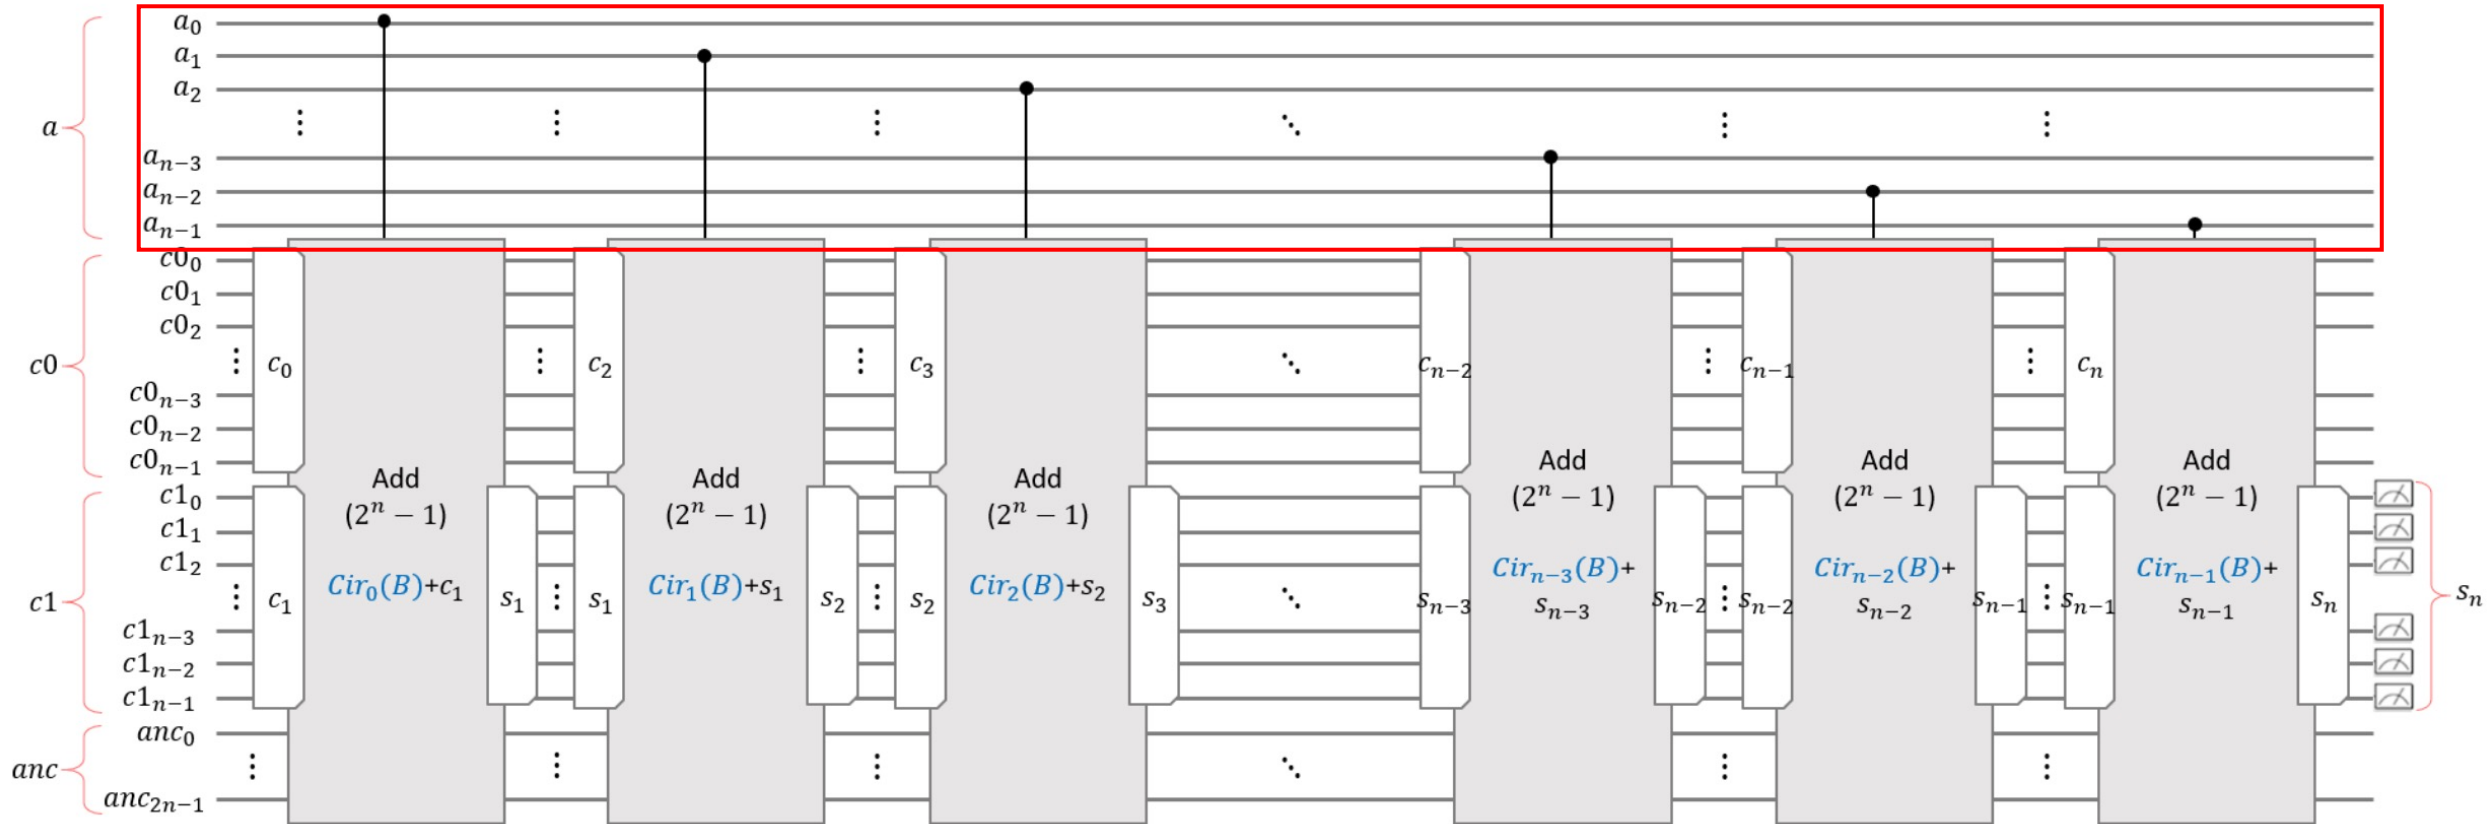 a
a₀
a₁
a₂
aₙ₋₃
aₙ₋₂
aₙ₋₁
c0
c0₀
c0₁
c0₂
c0ₙ₋₃
c0ₙ₋₂
c0ₙ₋₁
c₀
c₂
c₃
cₙ₋₂
cₙ₋₁
cₙ
c1
c1₀
c1₁
c1₂
c1ₙ₋₃
c1ₙ₋₂
c1ₙ₋₁
c₁
Add
(2ⁿ − 1)
Cir₀(B)+c₁
s₁
s₁
Add
(2ⁿ − 1)
Cir₁(B)+s₁
s₂
s₂
Add
(2ⁿ − 1)
Cir₂(B)+s₂
s₃
sₙ₋₃
Add
(2ⁿ − 1)
Cirₙ₋₃(B)+
sₙ₋₃
sₙ₋₂
sₙ₋₂
Add
(2ⁿ − 1)
Cirₙ₋₂(B)+
sₙ₋₂
sₙ₋₁
sₙ₋₁
Add
(2ⁿ − 1)
Cirₙ₋₁(B)+
sₙ₋₁
sₙ
sₙ
anc
anc₀
anc₂ₙ₋₁